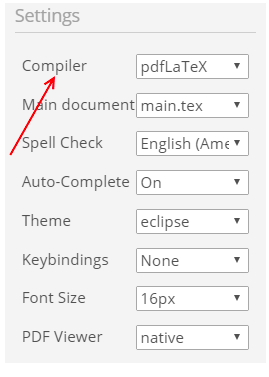 Settings
Compiler pdfLaTeX
Main document main.tex
Spell Check English (Ame
Auto-Complete On
Theme eclipse
Keybindings None
Font Size 16px
PDF Viewer native